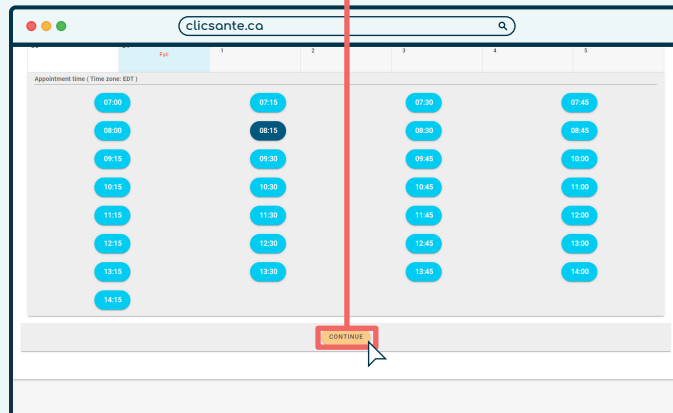 clicsante.ca
Full 1 2 3 4 5
Appointment time ( Time zone: EDT )
07:00 07:15 07:30 07:45
08:00 08:15 08:30 08:45
09:15 09:30 09:45 10:00
10:15 10:30 10:45 11:00
11:15 11:30 11:45 12:00
12:15 12:30 12:45 13:00
13:15 13:30 13:45 14:00
14:15
CONTINUE